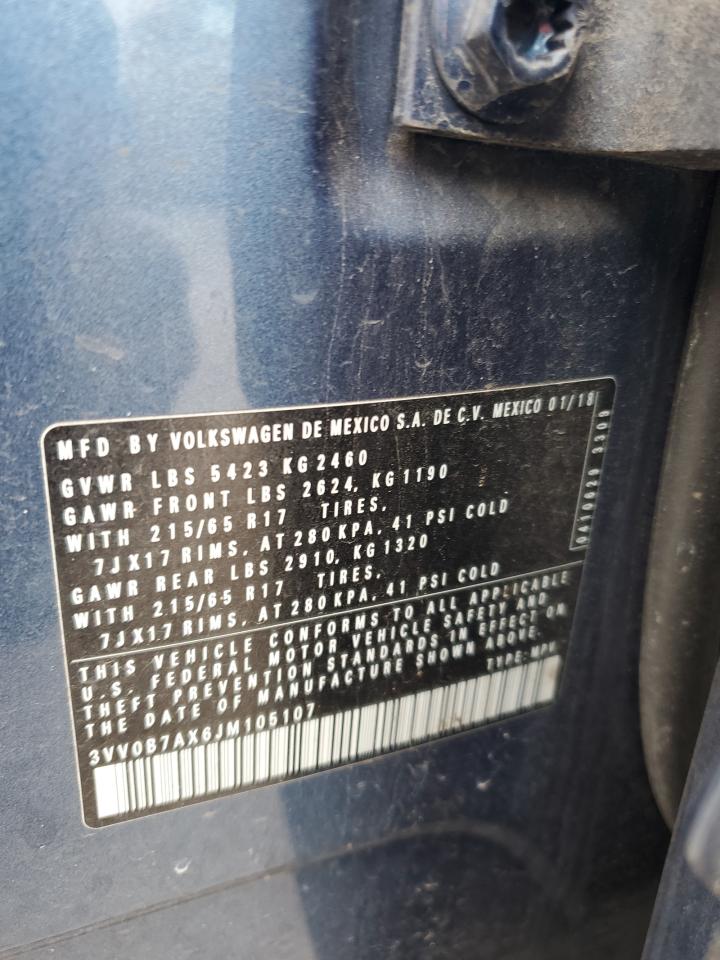 MFD BY VOLKSWAGEN DE MEXICO S.A. DE C.V. MEXICO 01/18
GVWR LBS 5423 KG 2460
GAWR FRONT LBS 2624, KG 1190
WITH 215/65 R17 TIRES,
7JX17 RIMS, AT 280 KPA, 41 PSI COLD
GAWR REAR LBS 2910, KG 1320
WITH 215/65 R17 TIRES,
7JX17 RIMS, AT 280 KPA, 41 PSI COLD
THIS VEHICLE CONFORMS TO ALL APPLICABLE
U.S. FEDERAL MOTOR VEHICLE SAFETY AND
THEFT PREVENTION STANDARDS IN EFFECT ON
THE DATE OF MANUFACTURE SHOWN ABOVE.
TYPE: MPV
3VV0B7AX6JM105107